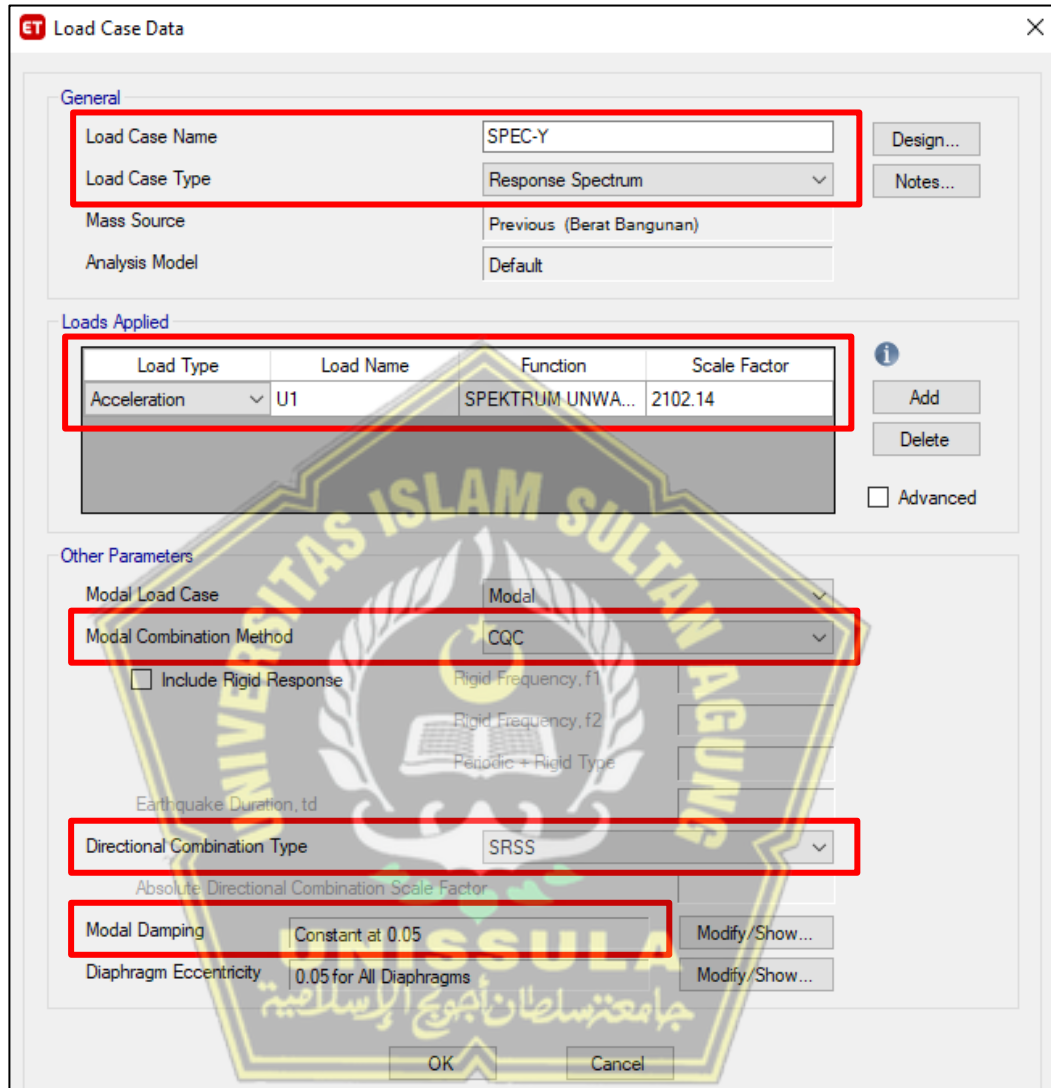 ET Load Case Data
General
Load Case Name SPEC-Y Design...
Load Case Type Response Spectrum Notes...
Mass Source Previous (Berat Bangunan)
Analysis Model Default
Loads Applied
Load Type Load Name Function Scale Factor
Acceleration U1 SPEKTRUM UNWA... 2102.14
Add
Delete
Advanced
Other Parameters
Modal Load Case Modal
Modal Combination Method CQC
Include Rigid Response Rigid Frequency, f1
Rigid Frequency, f2
Periodic + Rigid Type
Earthquake Duration, td
Directional Combination Type SRSS
Absolute Directional Combination Scale Factor
Modal Damping Constant at 0.05 Modify/Show...
Diaphragm Eccentricity 0.05 for All Diaphragms Modify/Show...
OK Cancel
UNIVERSITAS ISLAM SULTAN AGUNG
UNISSULA
جامعة سلطان أجونج الإسلامية